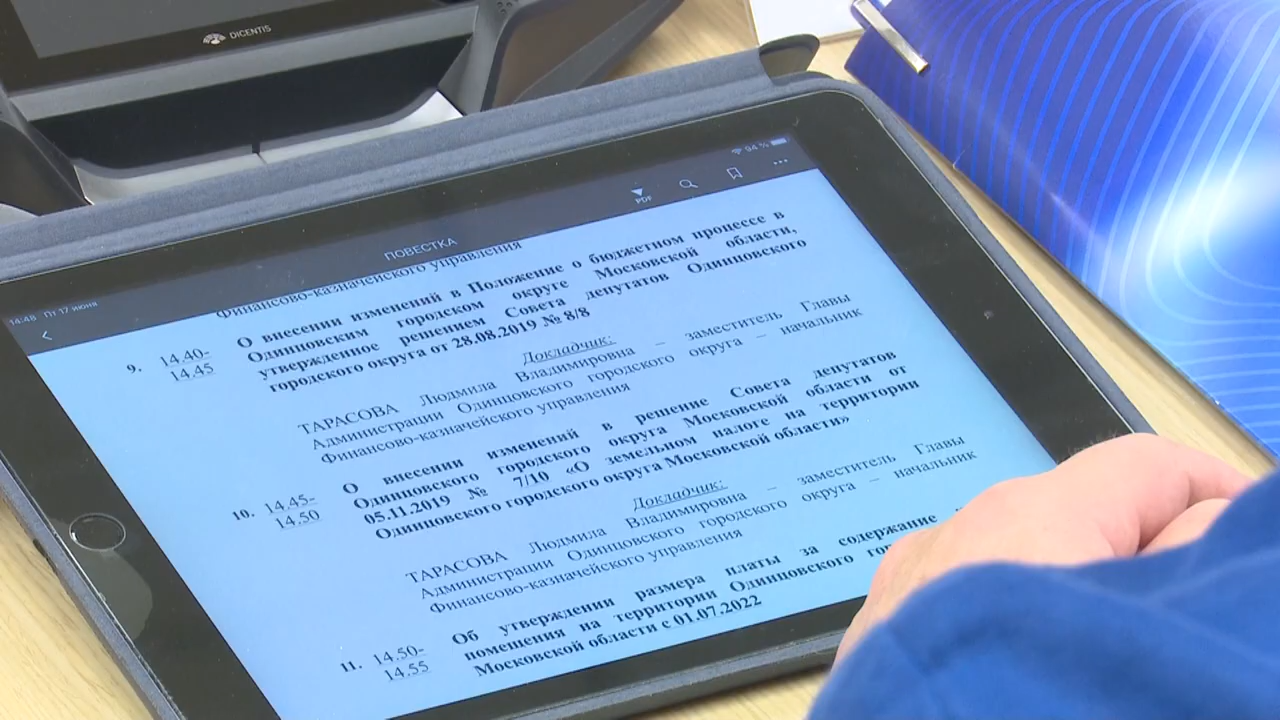 DICENTIS
94 %
PDF
ПОВЕСТКА
14:48 Пт 17 июня
Финансово-казначейского управления
9. 14.40-
14.45
О внесении изменений в Положение о бюджетном процессе в
Одинцовским городском округе Московской области,
утвержденное решением Совета депутатов Одинцовского
городского округа от 28.08.2019 № 8/8
Докладчик:
ТАРАСОВА Людмила Владимировна – заместитель Главы
Администрации Одинцовского городского округа – начальник
Финансово-казначейского управления
10. 14.45-
14.50
О внесении изменений в решение Совета депутатов
Одинцовского городского округа Московской области от
05.11.2019 № 7/10 «О земельном налоге на территории
Одинцовского городского округа Московской области»
Докладчик:
ТАРАСОВА Людмила Владимировна – заместитель Главы
Администрации Одинцовского городского округа – начальник
Финансово-казначейского управления
11. 14.50-
14.55
Об утверждении размера платы за содержание
помещения на территории Одинцовского
Московской области с 01.07.2022